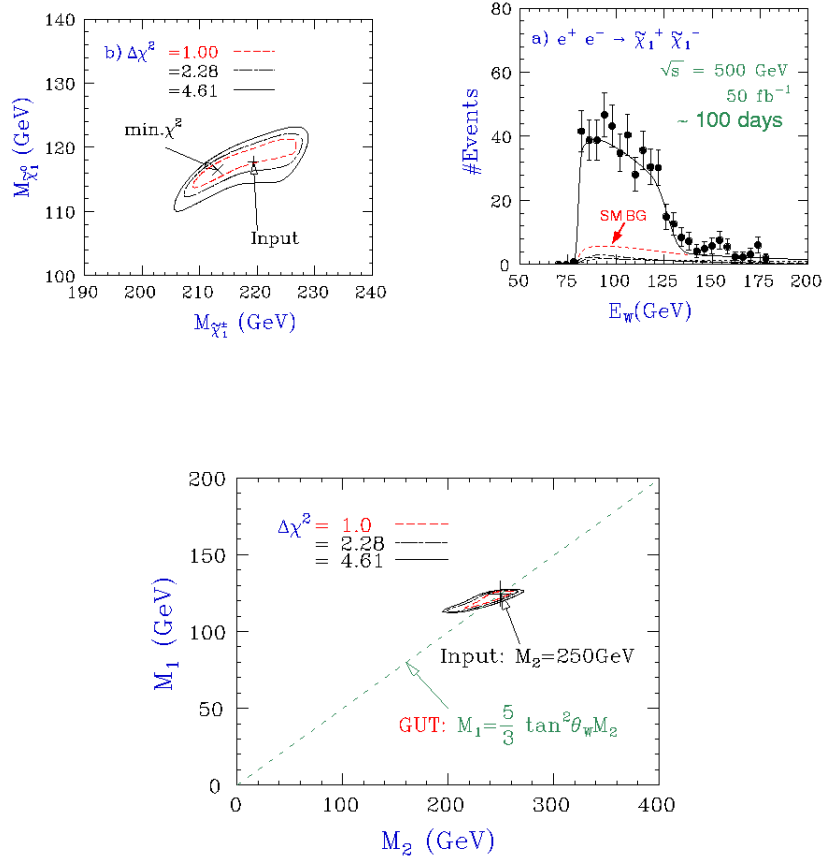 b) Δχ² =1.00
=2.28
=4.61
min.χ²
Input
140
130
120
110
100
190 200 210 220 230 240
M_χ̃₁⁰ (GeV)
M_χ̃₁± (GeV)
a) e⁺ e⁻ → χ̃₁⁺ χ̃₁⁻
√s = 500 GeV
50 fb⁻¹
~ 100 days
SM BG
80
60
40
20
0
50 75 100 125 150 175 200
#Events
E_W(GeV)
Δχ² = 1.0
= 2.28
= 4.61
Input: M₂=250GeV
GUT: M₁=5/3 tan²θ_W M₂
200
150
100
50
0
0 100 200 300 400
M₁ (GeV)
M₂ (GeV)